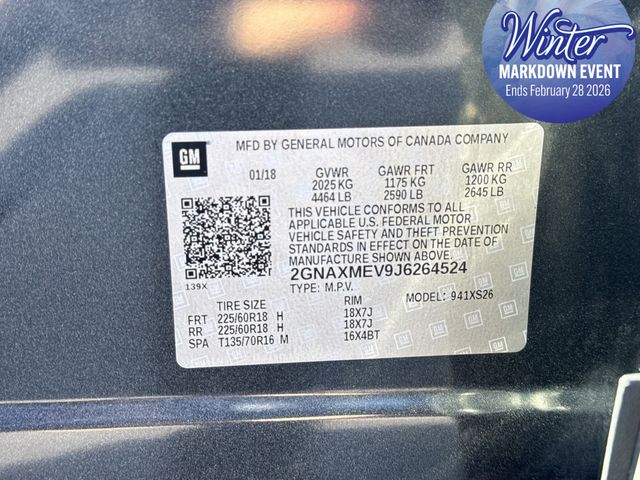 Winter
MARKDOWN EVENT
Ends February 28 2026
MFD BY GENERAL MOTORS OF CANADA COMPANY
GM
01/18 GVWR GAWR FRT GAWR RR
2025 KG 1175 KG 1200 KG
4464 LB 2590 LB 2645 LB
THIS VEHICLE CONFORMS TO ALL
APPLICABLE U.S. FEDERAL MOTOR
VEHICLE SAFETY AND THEFT PREVENTION
STANDARDS IN EFFECT ON THE DATE OF
MANUFACTURE SHOWN ABOVE.
2GNAXMEV9J6264524
139X
TYPE: M.P.V. MODEL: 941XS26
TIRE SIZE RIM
FRT 225/60R18 H 18X7J
RR 225/60R18 H 18X7J
SPA T135/70R16 M 16X4BT